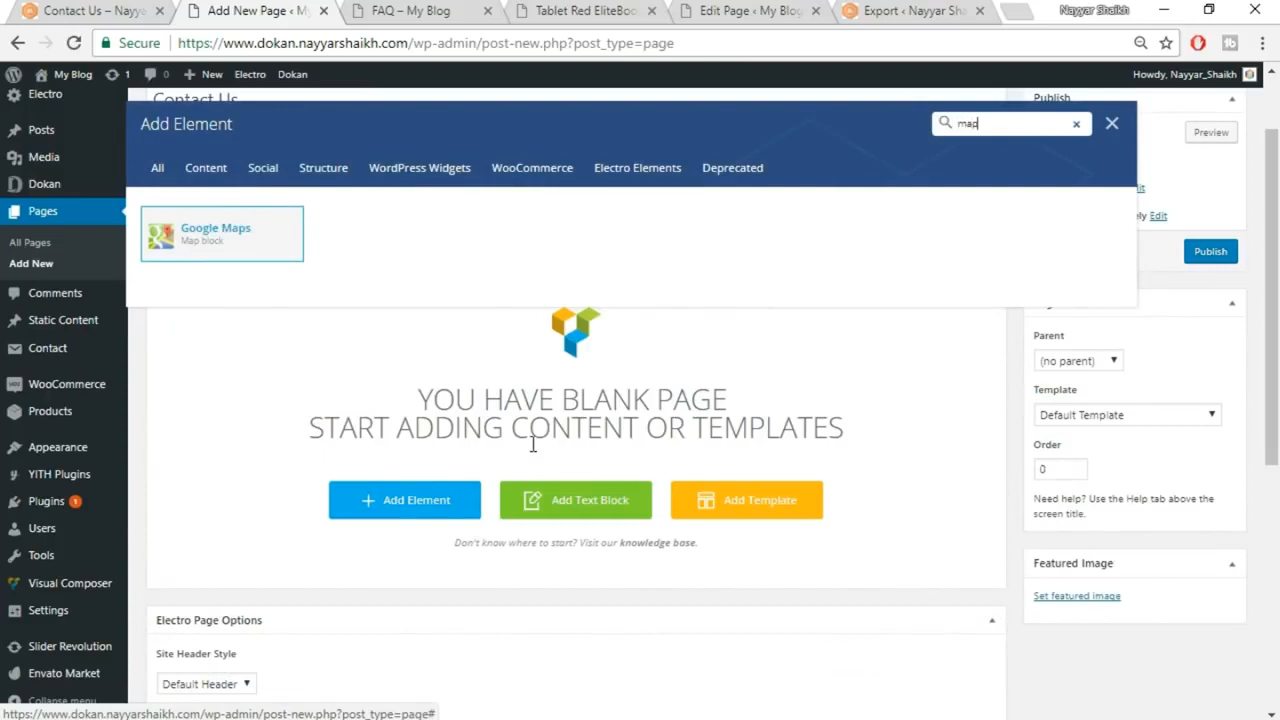 Contact Us – Nayye
Add New Page ‹ M
FAQ – My Blog
Tablet Red EliteBoo
Edit Page ‹ My Blog
Export ‹ Nayyar Sha
Nayyar Shaikh
Secure
https://www.dokan.nayyarshaikh.com/wp-admin/post-new.php?post_type=page
My Blog
1
0
New
Electro
Dokan
Howdy, Nayyar_Shaikh
Electro
Posts
Media
Dokan
Pages
All Pages
Add New
Comments
Static Content
Contact
WooCommerce
Products
Appearance
YITH Plugins
Plugins 1
Users
Tools
Visual Composer
Settings
Slider Revolution
Envato Market
Collapse menu
Contact Us
Add Element
map
All
Content
Social
Structure
WordPress Widgets
WooCommerce
Electro Elements
Deprecated
Google Maps
Map block
YOU HAVE BLANK PAGE
START ADDING CONTENT OR TEMPLATES
Add Element
Add Text Block
Add Template
Don't know where to start? Visit our knowledge base.
Electro Page Options
Site Header Style
Default Header
Publish
Preview
Edit
Publish
Parent
(no parent)
Template
Default Template
Order
0
Need help? Use the Help tab above the
screen title.
Featured Image
Set featured image
https://www.dokan.nayyarshaikh.com/wp-admin/post-new.php?post_type=page#